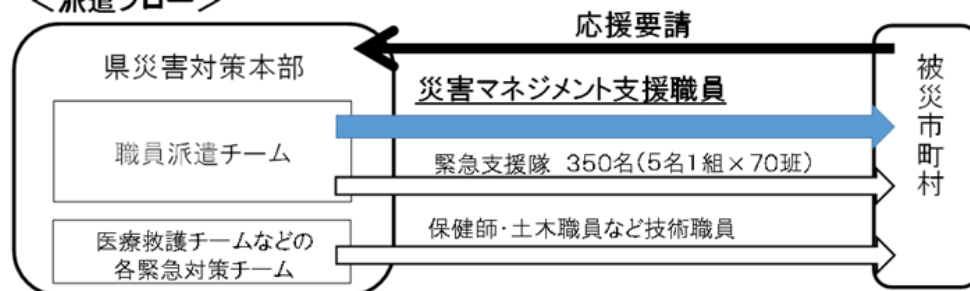 ＜派遣フロー＞
応援要請
県災害対策本部
災害マネジメント支援職員
職員派遣チーム
緊急支援隊 350名(5名1組×70班)
保健師･土木職員など技術職員
医療救護チームなどの
各緊急対策チーム
被災市町村